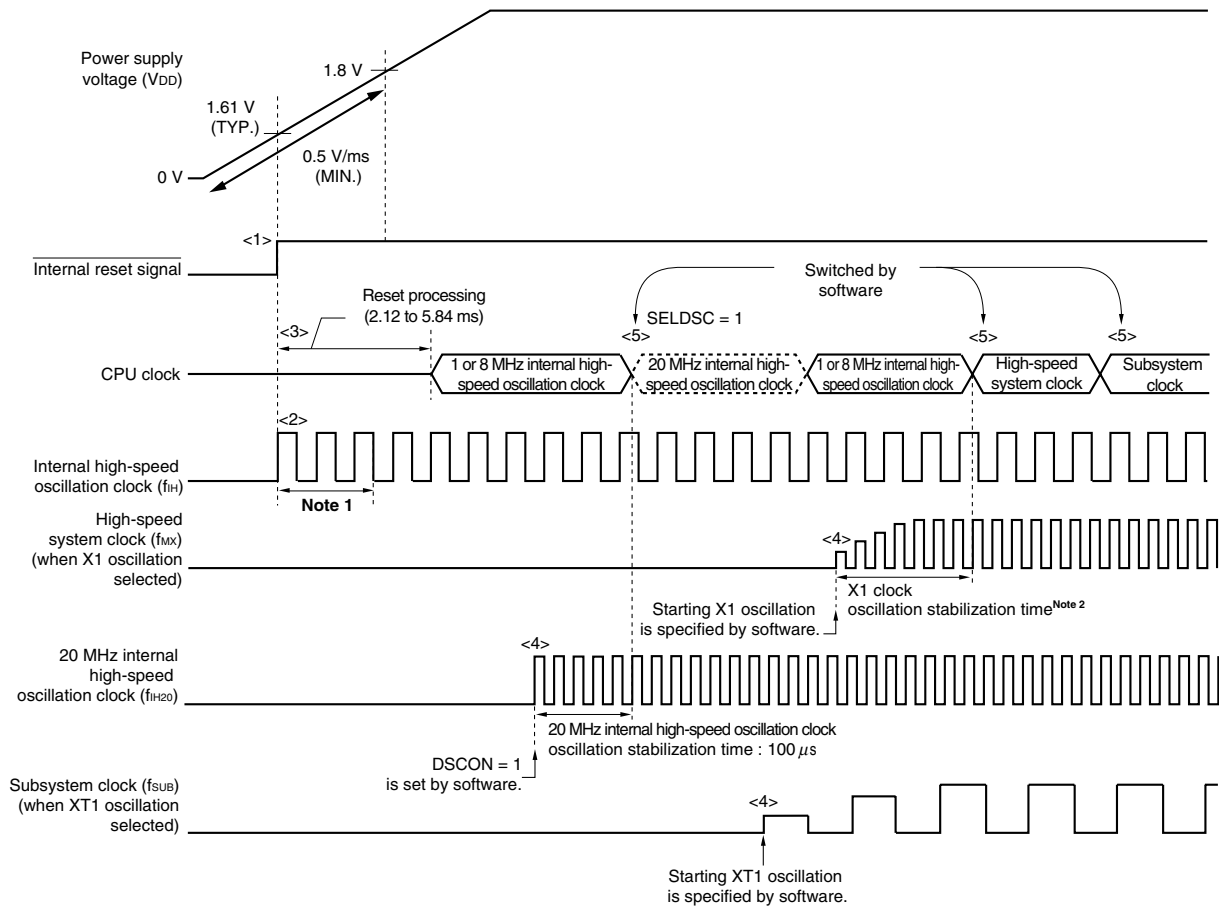 Power supply
voltage (VDD)
1.8 V
1.61 V
(TYP.)
0.5 V/ms
(MIN.)
0 V
<1>
Internal reset signal
Switched by
software
Reset processing
(2.12 to 5.84 ms)
<3>
<5>
SELDSC = 1
<5>
<5>
CPU clock
1 or 8 MHz internal high-
speed oscillation clock
20 MHz internal high-
speed oscillation clock
1 or 8 MHz internal high-
speed oscillation clock
High-speed
system clock
Subsystem
clock
<2>
Internal high-speed
oscillation clock (fIH)
Note 1
High-speed
system clock (fMX)
(when X1 oscillation
selected)
<4>
X1 clock
oscillation stabilization time Note 2
Starting X1 oscillation
is specified by software.
20 MHz internal
high-speed
oscillation clock (fIH20)
<4>
20 MHz internal high-speed oscillation clock
oscillation stabilization time : 100 μs
DSCON = 1
is set by software.
Subsystem clock (fSUB)
(when XT1 oscillation
selected)
<4>
Starting XT1 oscillation
is specified by software.